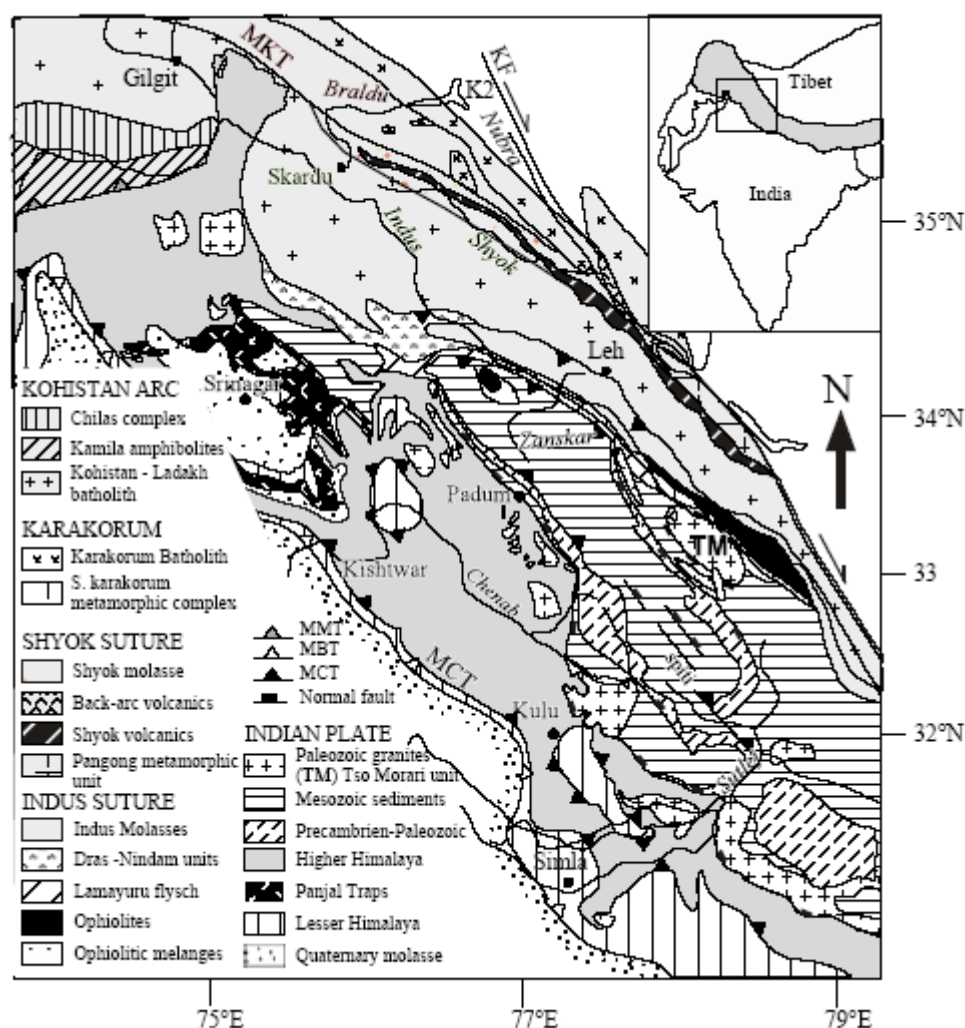 MKT
Gilgit
Braldu
K2
KF
Nubra
Tibet
India
Skardu
Indus
Shyok
35°N
Leh
Srinagar
N
34°N
Zanskar
Padum
TM
33
Kishtwar
Chenab
MCT
spiti
Kulu
32°N
Sutlej
Simla
KOHISTAN ARC
Chilas complex
Kamila amphibolites
Kohistan - Ladakh
batholith
KARAKORUM
Karakorum Batholith
S. karakorum
metamorphic complex
SHYOK SUTURE
Shyok molasse
Back-arc volcanics
Shyok volcanics
Pangong metamorphic
unit
INDUS SUTURE
Indus Molasses
Dras -Nindam units
Lamayuru flysch
Ophiolites
Ophiolitic melanges
MMT
MBT
MCT
Normal fault
INDIAN PLATE
Paleozoic granites
(TM) Tso Morari unit
Mesozoic sediments
Precambrien-Paleozoic
Higher Himalaya
Panjal Traps
Lesser Himalaya
Quaternary molasse
75°E
77°E
79°E